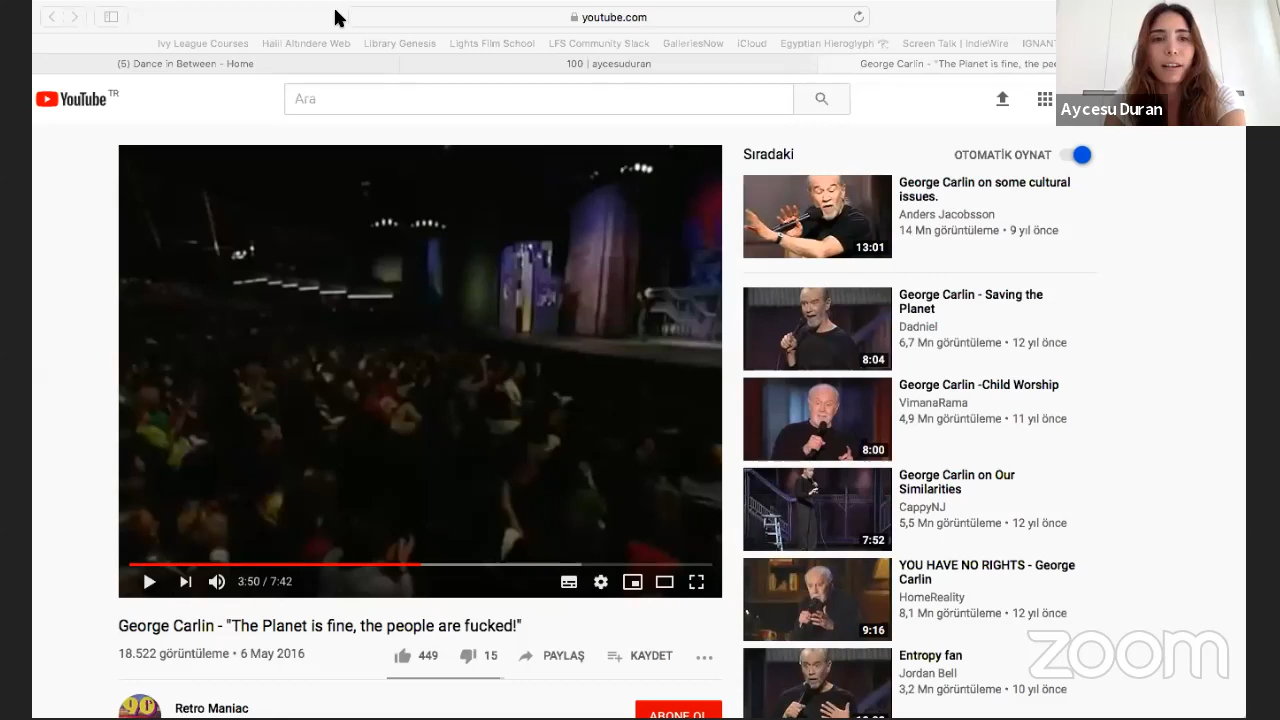 youtube.com
Ivy League Courses Halil Altındere Web Library Genesis Lights Film School LFS Community Slack GalleriesNow iCloud Egyptian Hieroglyph Screen Talk | IndieWire IGNANT
(5) Dance in Between - Home 100 | aycesuduran George Carlin - "The Planet is fine, the pe
YouTube TR
Ara
Aycesu Duran
Sıradaki
OTOMATİK OYNAT
George Carlin on some cultural
issues.
Anders Jacobsson
14 Mn görüntüleme • 9 yıl önce
13:01
George Carlin - Saving the
Planet
Dadniel
6,7 Mn görüntüleme • 12 yıl önce
8:04
George Carlin -Child Worship
VimanaRama
4,9 Mn görüntüleme • 11 yıl önce
8:00
George Carlin on Our
Similarities
CappyNJ
5,5 Mn görüntüleme • 12 yıl önce
7:52
YOU HAVE NO RIGHTS - George
Carlin
HomeReality
8,1 Mn görüntüleme • 12 yıl önce
9:16
Entropy fan
Jordan Bell
3,2 Mn görüntüleme • 10 yıl önce
3:50 / 7:42
George Carlin - "The Planet is fine, the people are fucked!"
18.522 görüntüleme • 6 May 2016
449 15 PAYLAŞ KAYDET
90
Retro Maniac
ABONE OL
zoom